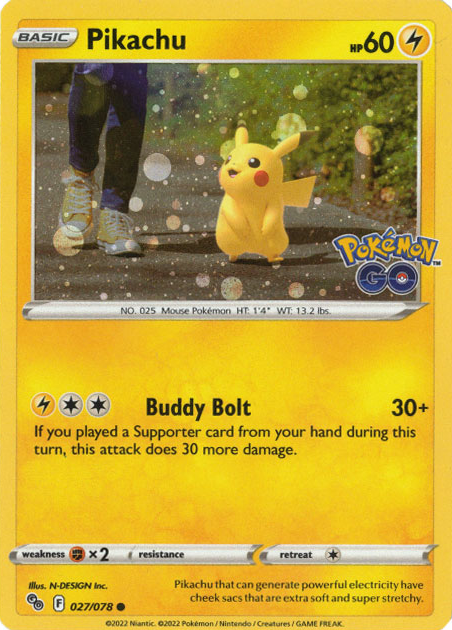 BASIC Pikachu HP60
POKÉMON™
GO
NO. 025 Mouse Pokémon HT: 1'4" WT: 13.2 lbs.
Buddy Bolt 30+
If you played a Supporter card from your hand during this
turn, this attack does 30 more damage.
weakness ×2 resistance retreat
Illus. N-DESIGN Inc.
GO F 027/078
Pikachu that can generate powerful electricity have
cheek sacs that are extra soft and super stretchy.
©2022 Niantic. ©2022 Pokémon / Nintendo / Creatures / GAME FREAK.